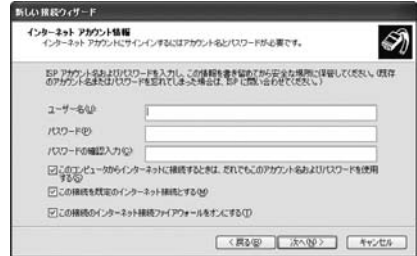 新しい接続ウィザード
インターネット アカウント情報
インターネット アカウントにサインインするにはアカウント名とパスワードが必要です。
ISP アカウント名およびパスワードを入力し、この情報を書き留めてから安全な場所に保管してください。(既存
のアカウント名またはパスワードを忘れてしまった場合は、ISP に問い合わせてください。)
ユーザー名(U)
パスワード(P)
パスワードの確認入力(C)
このコンピュータからインターネットに接続するときは、だれでもこのアカウント名およびパスワードを使用
する(S)
この接続を既定のインターネット接続とする(M)
この接続のインターネット接続ファイアウォールをオンにする(T)
< 戻る(B)
次へ(N) >
キャンセル